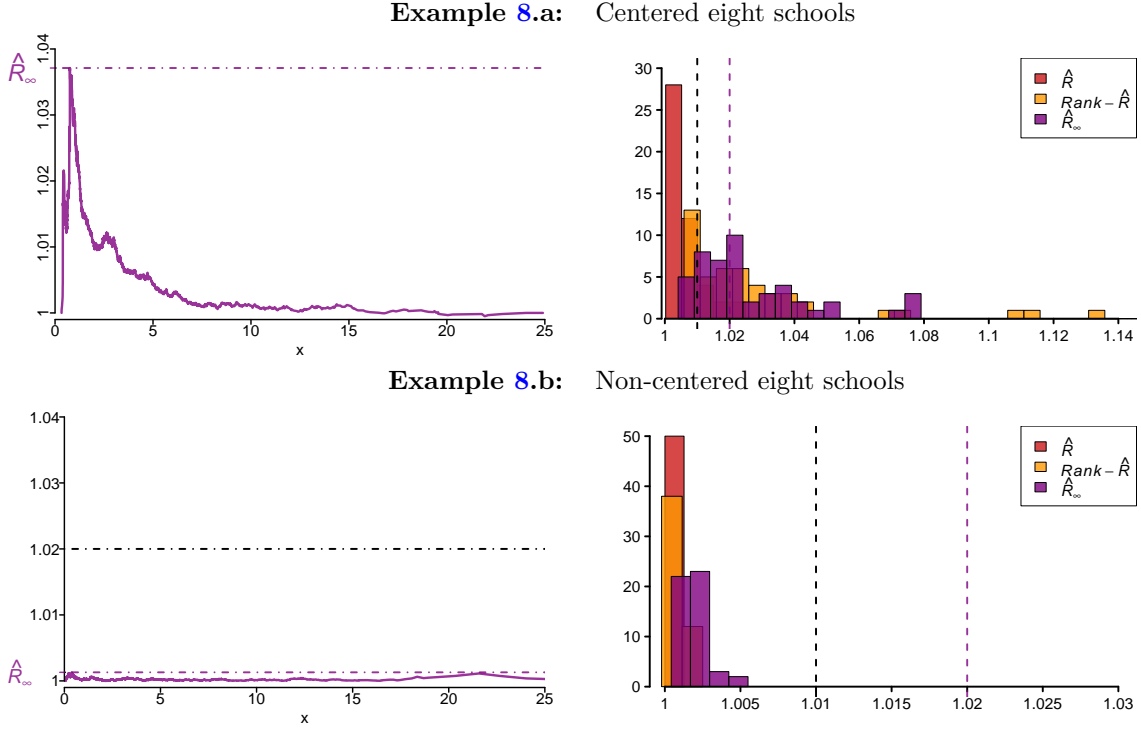 Example 8.a: Centered eight schools
1.04
R̂∞
1.03
1.02
1.01
1
0 5 10 15 20 25
x
30
25
20
15
10
5
0
1 1.02 1.04 1.06 1.08 1.1 1.12 1.14
R̂
Rank − R̂
R̂∞
Example 8.b: Non-centered eight schools
1.04
1.03
1.02
1.01
R̂∞
1
0 5 10 15 20 25
x
50
40
30
20
10
0
1 1.005 1.01 1.015 1.02 1.025 1.03
R̂
Rank − R̂
R̂∞